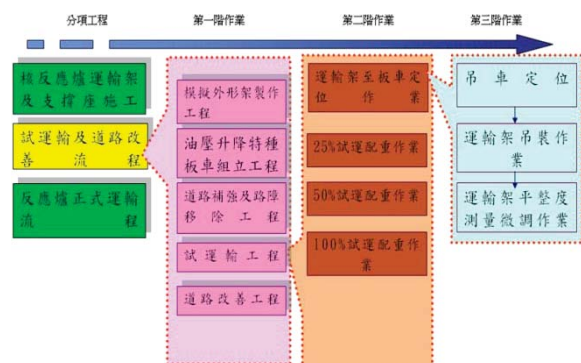 分項工程
第一階作業
第二階作業
第三階作業
核反應爐運輸架
及支撐座施工
試運輸及道路改
善流程
反應爐正式運輸
流程
模擬外形架製作
工程
油壓升降特種
板車組立工程
道路補強及路障
移除工程
試運輸工程
道路改善工程
運輸架至板車定
位作業
25%試運配重作業
50%試運配重作業
100%試運配重作
業
吊車定位
運輸架吊裝作
業
運輸架平整度
測量微調作業